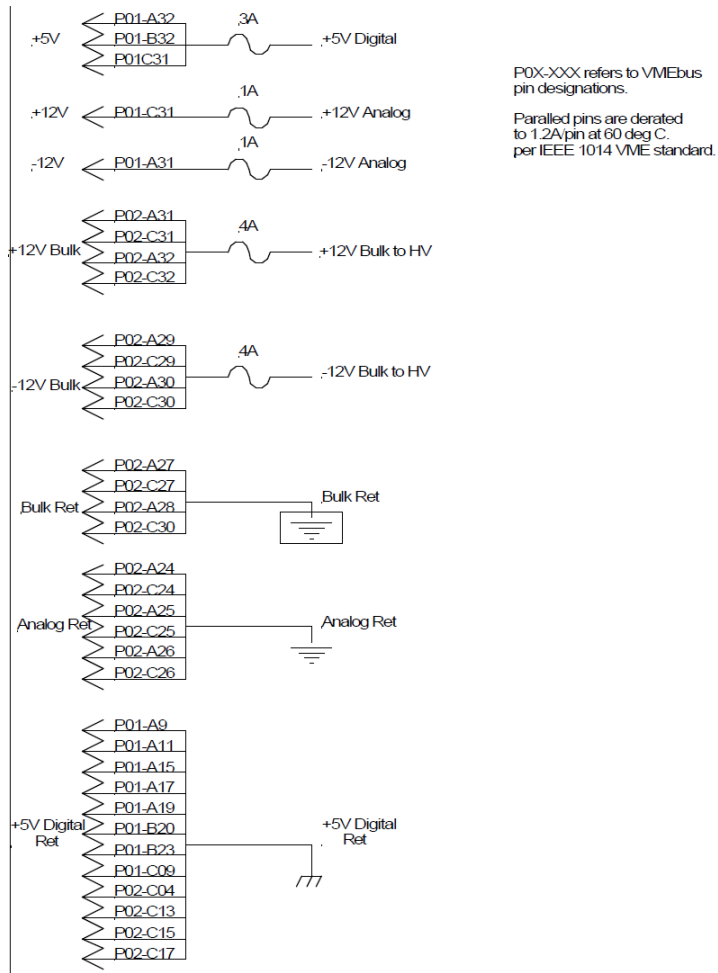 P01-A32
.3A
.+5V
P01-B32
.+5V Digital
P01C31
P0X-XXX refers to VMEbus
pin designations.
.1A
.+12V
P01-C31
.+12V Analog
Paralled pins are derated
to 1.2A/pin at 60 deg C.
per IEEE 1014 VME standard.
.1A
.-12V
P01-A31
.-12V Analog
P02-A31
P02-C31
.4A
+12V Bulk
P02-A32
.+12V Bulk to HV
P02-C32
P02-A29
P02-C29
.4A
.-12V Bulk
P02-A30
.-12V Bulk to HV
P02-C30
P02-A27
P02-C27
.Bulk Ret
P02-A28
.Bulk Ret
P02-C30
P02-A24
P02-C24
P02-A25
.Analog Ret
P02-C25
.Analog Ret
P02-A26
P02-C26
P01-A9
P01-A11
P01-A15
P01-A17
P01-A19
+5V Digital
Ret
P01-B20
.+5V Digital
Ret
P01-B23
P01-C09
P02-C04
P02-C13
P02-C15
P02-C17